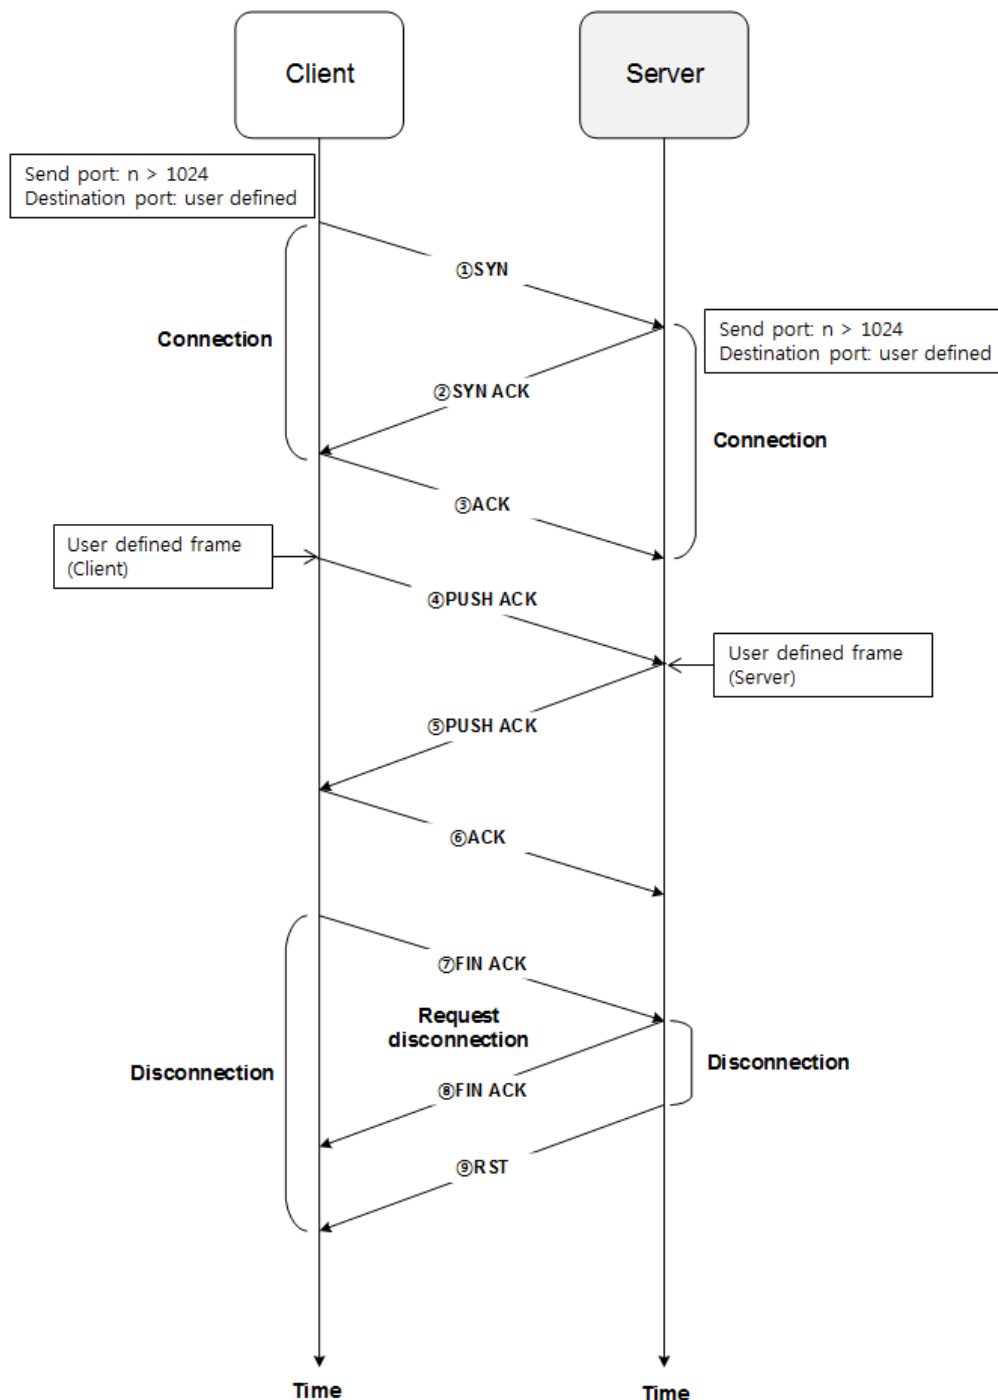 Client
Server
Send port: n > 1024
Destination port: user defined
①SYN
Connection
Send port: n > 1024
Destination port: user defined
②SYN ACK
Connection
③ACK
User defined frame
(Client)
④PUSH ACK
User defined frame
(Server)
⑤PUSH ACK
⑥ACK
⑦FIN ACK
Request
disconnection
Disconnection
Disconnection
⑧FIN ACK
⑨RST
Time
Time